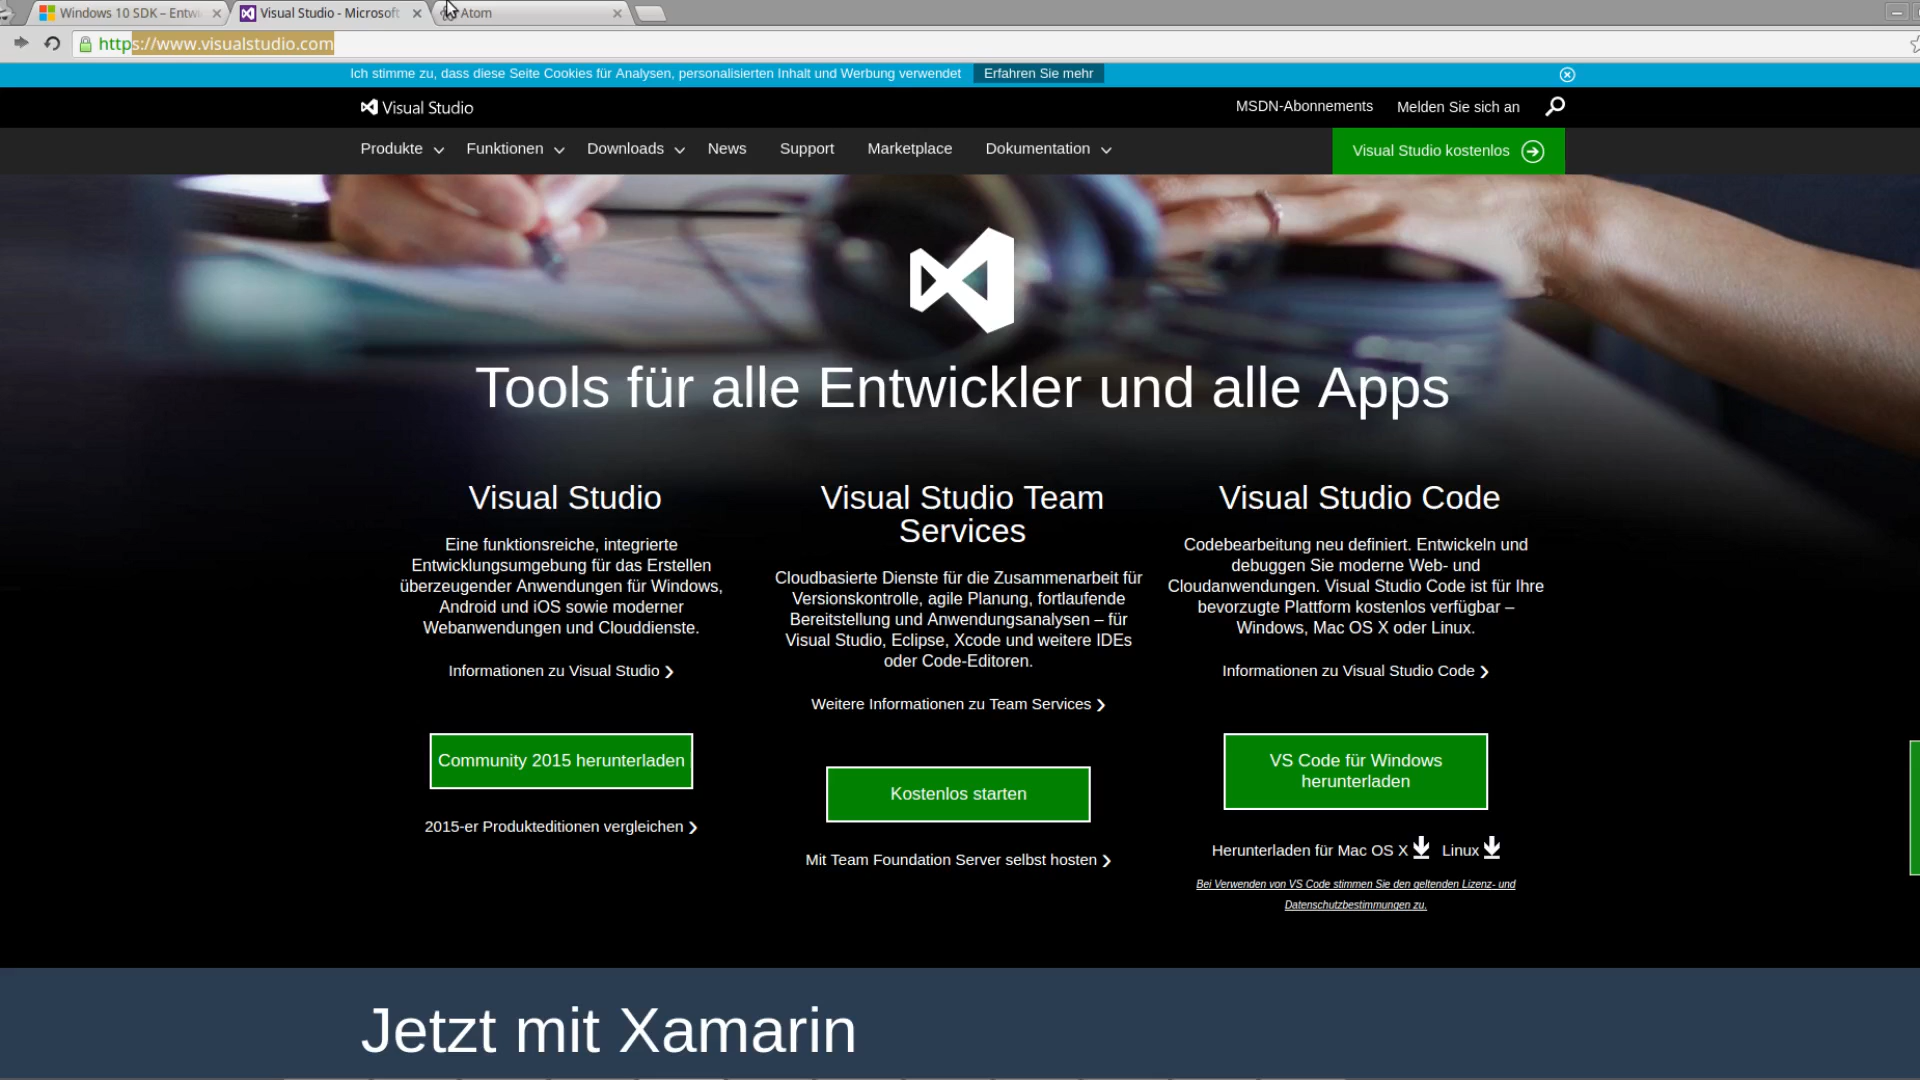 Windows 10 SDK – Entw
Visual Studio - Microsoft
Atom
https://www.visualstudio.com
Ich stimme zu, dass diese Seite Cookies für Analysen, personalisierten Inhalt und Werbung verwendet
Erfahren Sie mehr
Visual Studio
MSDN-Abonnements
Melden Sie sich an
Produkte
Funktionen
Downloads
News
Support
Marketplace
Dokumentation
Visual Studio kostenlos
Tools für alle Entwickler und alle Apps
Visual Studio
Eine funktionsreiche, integrierte
Entwicklungsumgebung für das Erstellen
überzeugender Anwendungen für Windows,
Android und iOS sowie moderner
Webanwendungen und Clouddienste.
Informationen zu Visual Studio
Community 2015 herunterladen
2015-er Produkteditionen vergleichen
Visual Studio Team
Services
Cloudbasierte Dienste für die Zusammenarbeit für
Versionskontrolle, agile Planung, fortlaufende
Bereitstellung und Anwendungsanalysen – für
Visual Studio, Eclipse, Xcode und weitere IDEs
oder Code-Editoren.
Weitere Informationen zu Team Services
Kostenlos starten
Mit Team Foundation Server selbst hosten
Visual Studio Code
Codebearbeitung neu definiert. Entwickeln und
debuggen Sie moderne Web- und
Cloudanwendungen. Visual Studio Code ist für Ihre
bevorzugte Plattform kostenlos verfügbar –
Windows, Mac OS X oder Linux.
Informationen zu Visual Studio Code
VS Code für Windows
herunterladen
Herunterladen für Mac OS X Linux
Bei Verwenden von VS Code stimmen Sie den geltenden Lizenz- und
Datenschutzbestimmungen zu.
Jetzt mit Xamarin